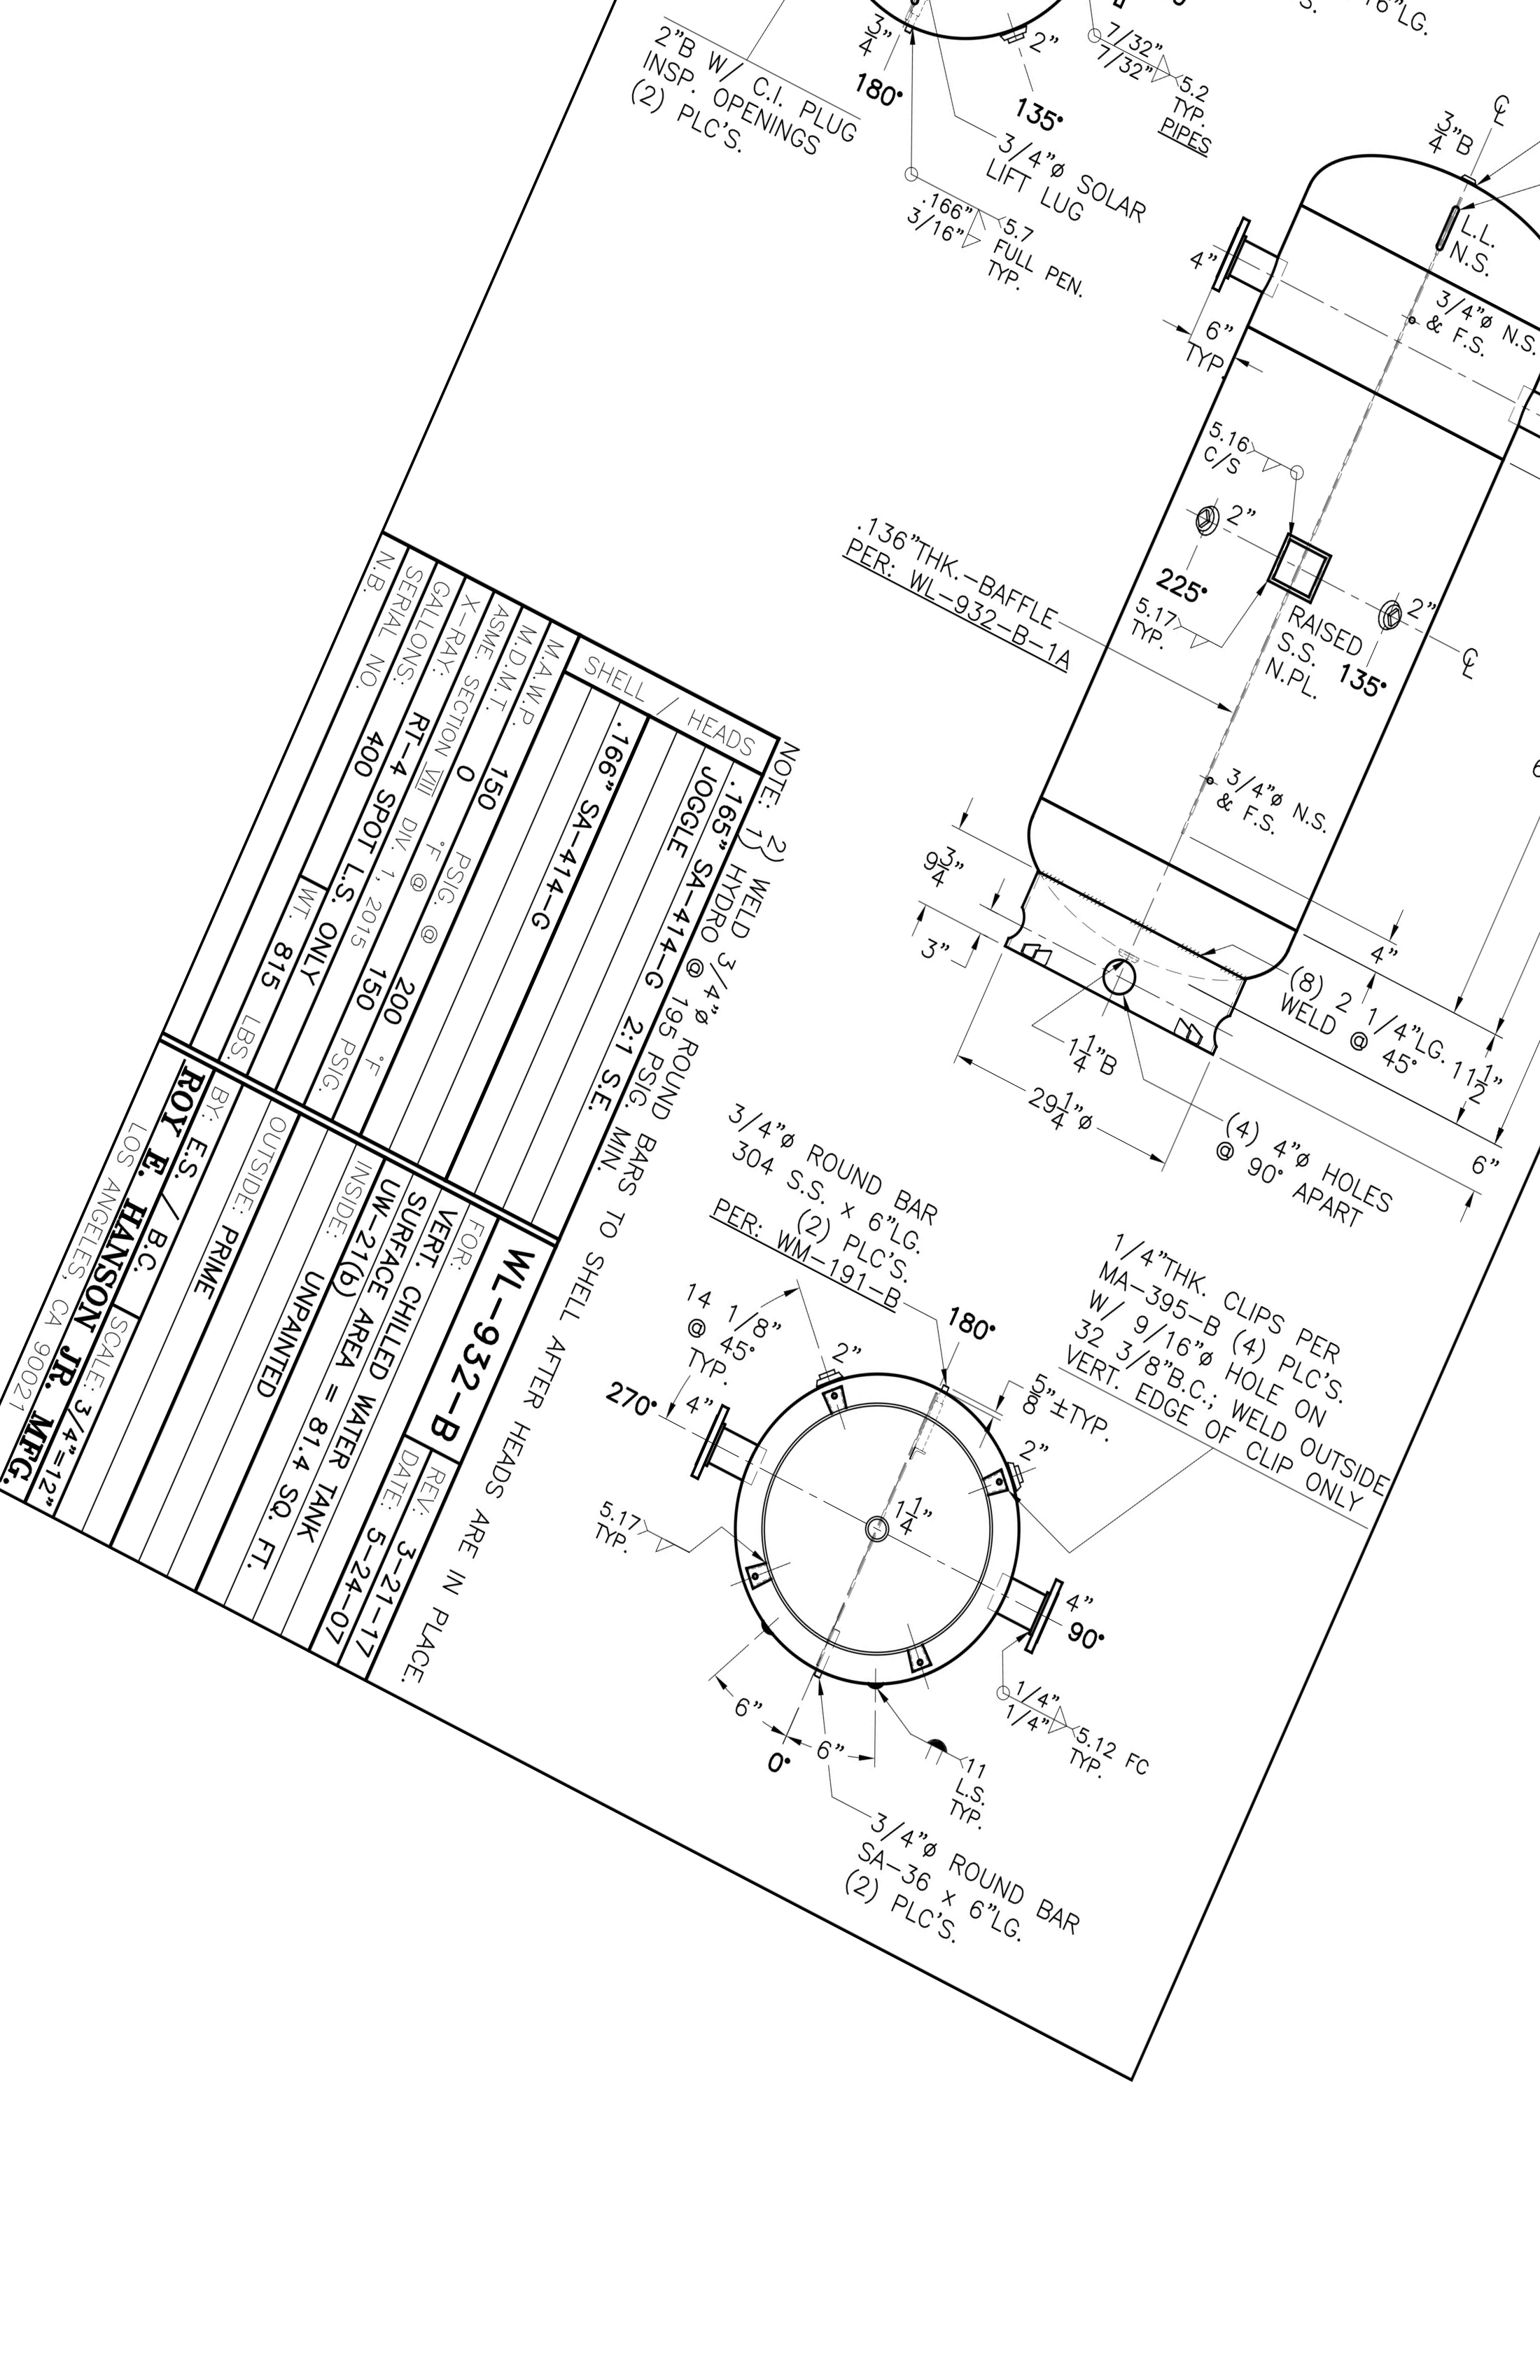 6"LG.
S.
3/4"
2"
180°
135°
2"B W/ C.I. PLUG
INSP. OPENINGS
(2) PLC'S.
7/32"
7/32"
5.2
TYP.
PIPES
3/4"ø SOLAR
LIFT LUG
.166"
3/16"
5.7
FULL PEN.
TYP.
3/4"B
℄
L.L.
N.S.
4"
6"
TYP.
3/4"ø N.S.
& F.S.
5.16
C/S
2"
225°
5.17
TYP.
RAISED
S.S.
N.PL.
2"
135°
℄
.136"THK.-BAFFLE
PER: WL-932-B-1A
3/4"ø N.S.
& F.S.
9 3/4"
3"
4"
(8) 2 1/4"LG.
WELD @ 45°
11 1/2"
6"
1 1/4"B
29 1/4"ø
(4) 4"ø HOLES
@ 90° APART
3/4"ø ROUND BAR
304 S.S. x 6"LG.
(2) PLC'S.
PER: WM-191-B
1/4"THK. CLIPS PER
MA-395-B (4) PLC'S.
W/ 9/16"ø HOLE ON
32 3/8"B.C.; WELD OUTSIDE
VERT. EDGE OF CLIP ONLY
14 1/8"
@ 45°
TYP.
2"
180°
5/8"±TYP.
2"
270°
4"
1 1/4"
5.17
TYP.
4"
90°
1/4"
1/4"
5.12 FC
TYP.
6"
6"
0°
11
L.S.
TYP.
3/4"ø ROUND BAR
SA-36 x 6"LG.
(2) PLC'S.
NOTE: 1) HYDRO @ 195 PSIG. MIN.
2) WELD 3/4"ø ROUND BARS TO SHELL AFTER HEADS ARE IN PLACE.
SHELL / HEADS
.165" SA-414-G 2:1 S.E.
JOGGLE
.166" SA-414-G
M.A.W.P. 150 PSIG. @ 200 °F
M.D.M.T. 0 °F @ 150 PSIG.
ASME: SECTION VIII DIV. 1, 2015
X-RAY: RT-4 SPOT L.S. ONLY
GALLONS: 400 WT. 815 LBS.
SERIAL NO.
N.B.
WL-932-B
REV: 3-21-17
DATE: 5-24-07
FOR:
VERT. CHILLED WATER TANK
SURFACE AREA = 81.4 SQ. FT.
UW-21(b)
INSIDE: UNPAINTED
OUTSIDE: PRIME
BY: E.S. / B.C. SCALE: 3/4"=12"
ROY E. HANSON JR. MFG.
LOS ANGELES, CA 90021